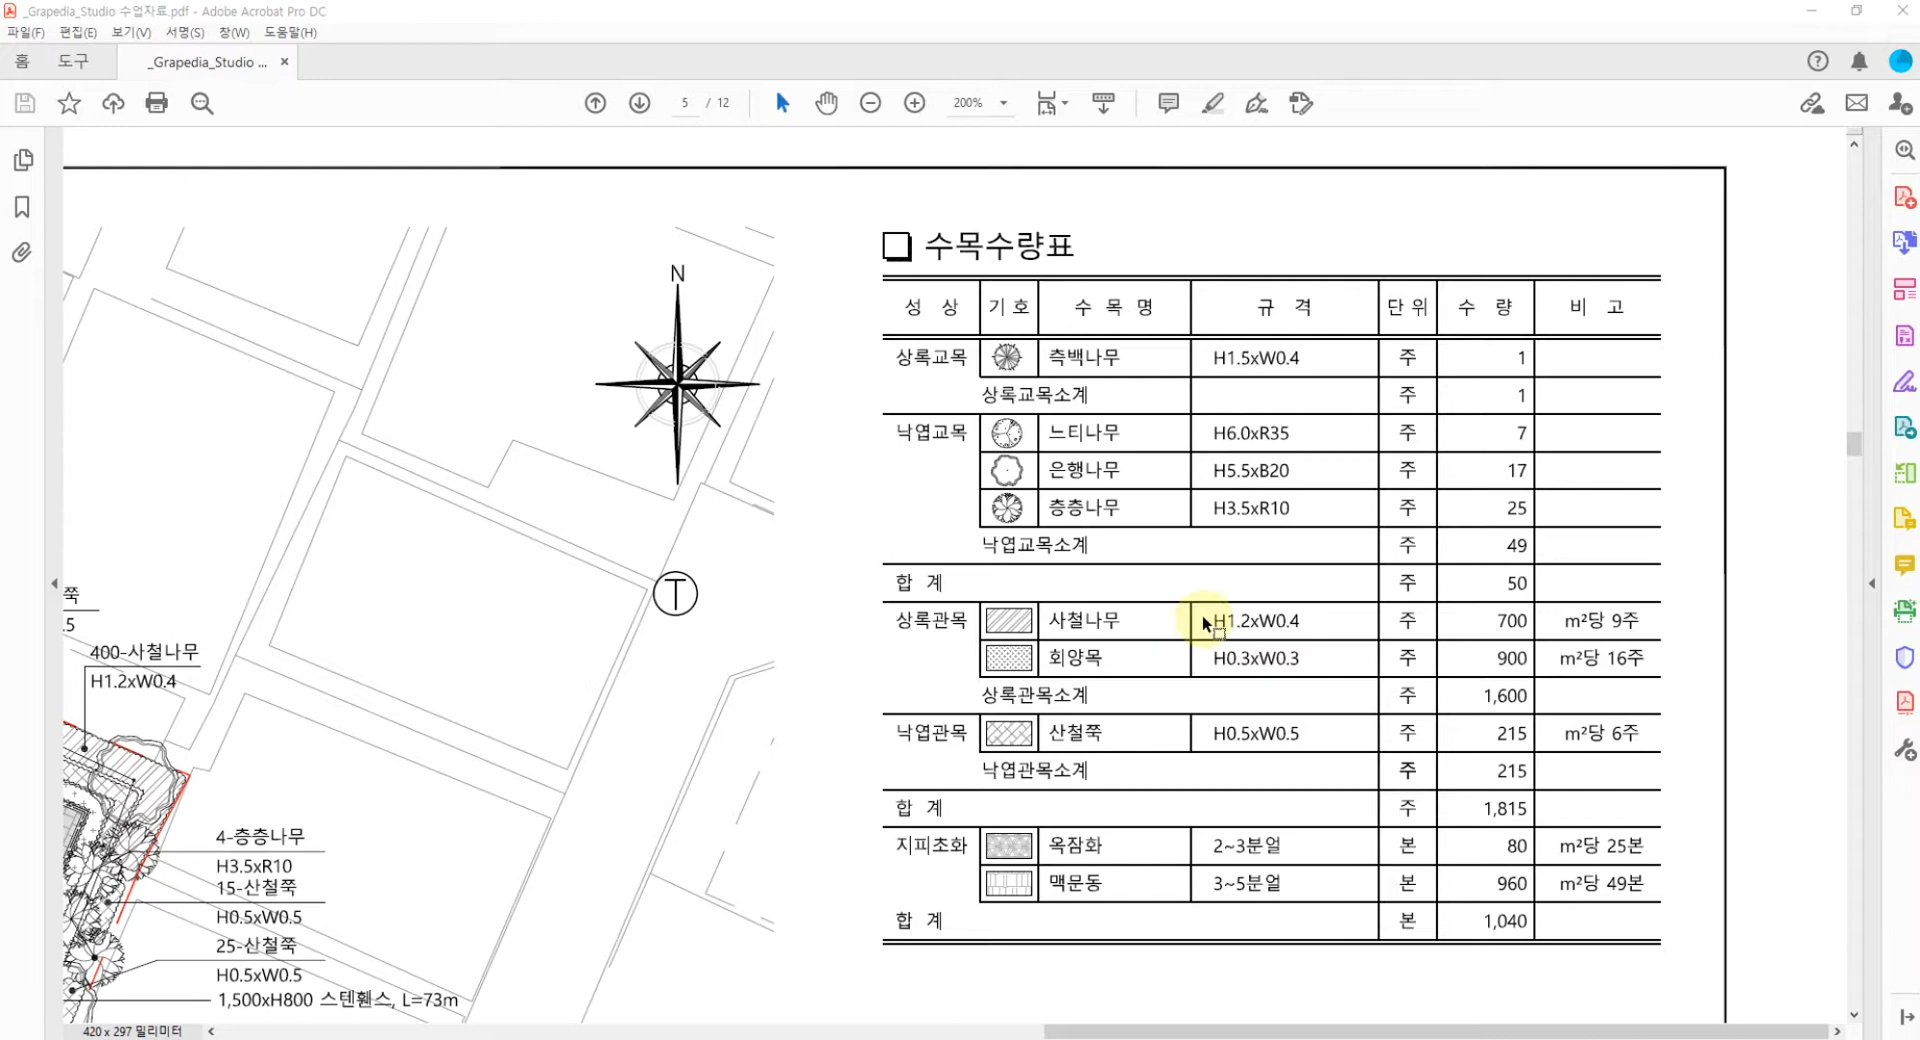 _Grapedia_Studio 수업자료.pdf - Adobe Acrobat Pro DC
파일(F) 편집(E) 보기(V) 서명(S) 창(W) 도움말(H)
홈 도구 _Grapedia_Studio ...
5 / 12 200%
N
T
쭉
.5
400-사철나무
H1.2xW0.4
4-층층나무
H3.5xR10
15-산철쭉
H0.5xW0.5
25-산철쭉
H0.5xW0.5
1,500xH800 스텐휀스, L=73m
수목수량표
성 상 기호 수 목 명 규 격 단위 수 량 비 고
상록교목 측백나무 H1.5xW0.4 주 1
상록교목소계 주 1
낙엽교목 느티나무 H6.0xR35 주 7
은행나무 H5.5xB20 주 17
층층나무 H3.5xR10 주 25
낙엽교목소계 주 49
합 계 주 50
상록관목 사철나무 H1.2xW0.4 주 700 m²당 9주
회양목 H0.3xW0.3 주 900 m²당 16주
상록관목소계 주 1,600
낙엽관목 산철쭉 H0.5xW0.5 주 215 m²당 6주
낙엽관목소계 주 215
합 계 주 1,815
지피초화 옥잠화 2~3분얼 본 80 m²당 25본
맥문동 3~5분얼 본 960 m²당 49본
합 계 본 1,040
420 x 297 밀리미터